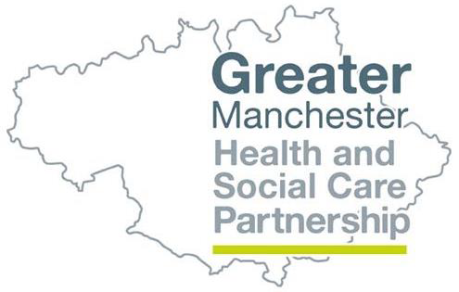 Greater
Manchester
Health and
Social Care
Partnership